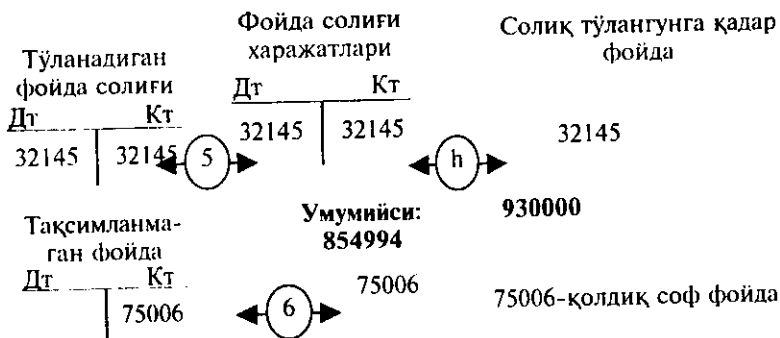 Тўланадиган
фойда солиғи
Дт Кт
32145 32145
5
Фойда солиғи
харажатлари
Дт Кт
32145 32145
h
Солиқ тўлангунга қадар
фойда
32145
Тақсимланма-
ган фойда
Дт Кт
75006
6
Умумийси:
854994
75006
930000
75006-қолдиқ соф фойда